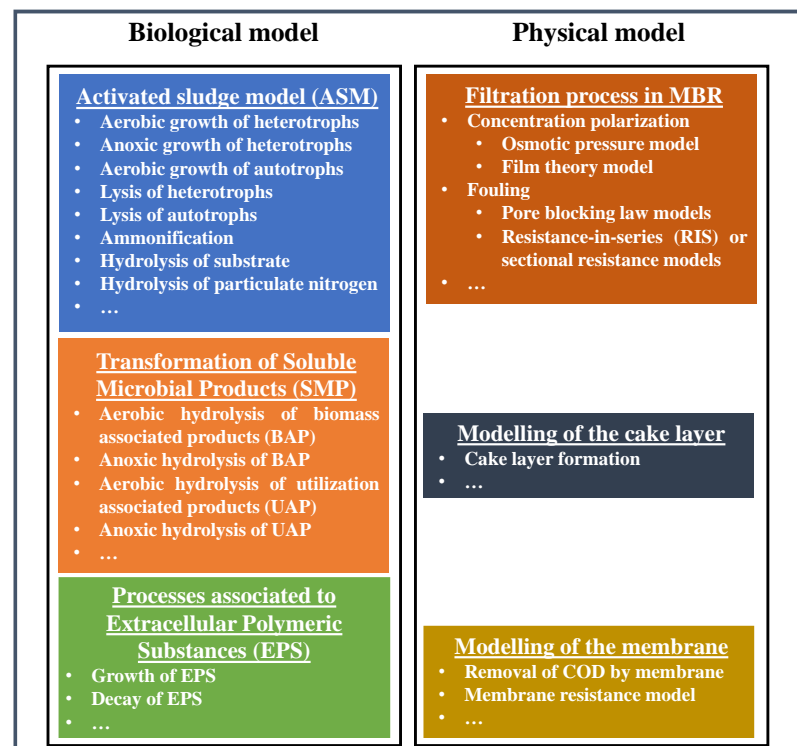 Biological model
Activated sludge model (ASM)
• Aerobic growth of heterotrophs
• Anoxic growth of heterotrophs
• Aerobic growth of autotrophs
• Lysis of heterotrophs
• Lysis of autotrophs
• Ammonification
• Hydrolysis of substrate
• Hydrolysis of particulate nitrogen
• …
Transformation of Soluble
Microbial Products (SMP)
• Aerobic hydrolysis of biomass
associated products (BAP)
• Anoxic hydrolysis of BAP
• Aerobic hydrolysis of utilization
associated products (UAP)
• Anoxic hydrolysis of UAP
• …
Processes associated to
Extracellular Polymeric
Substances (EPS)
• Growth of EPS
• Decay of EPS
• …
Physical model
Filtration process in MBR
• Concentration polarization
• Osmotic pressure model
• Film theory model
• Fouling
• Pore blocking law models
• Resistance-in-series (RIS) or
sectional resistance models
• …
Modelling of the cake layer
• Cake layer formation
• …
Modelling of the membrane
• Removal of COD by membrane
• Membrane resistance model
• …